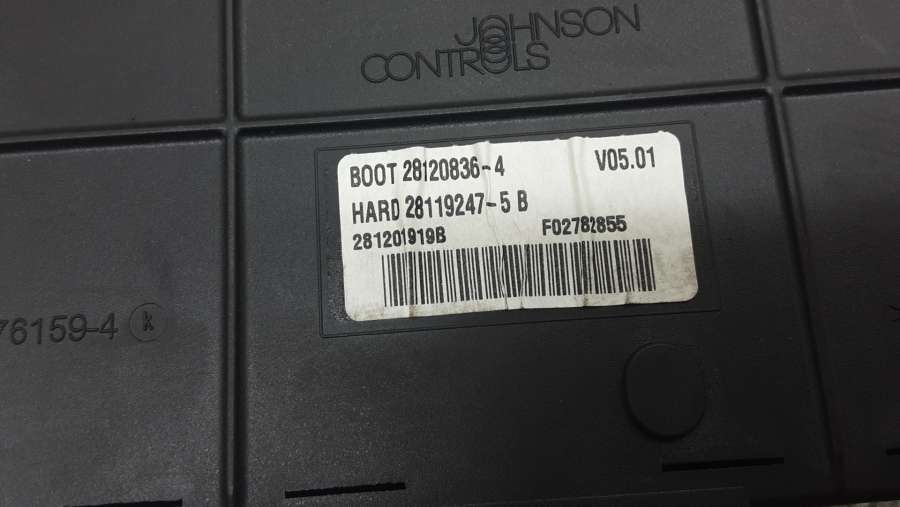 JOHNSON
CONTROLS
BOOT 28120836-4 V05.01
HARD 28119247-5 B
281201919B F02782855
76159-4 k